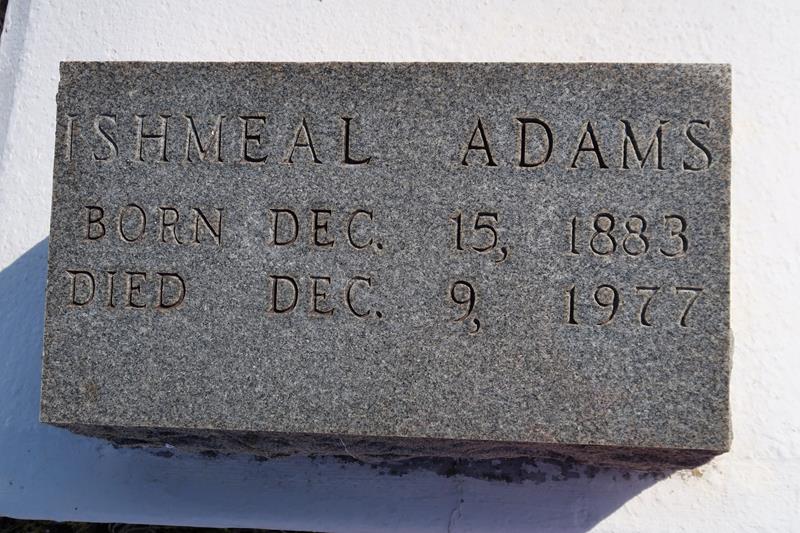 ISHMEAL ADAMS
BORN DEC. 15, 1883
DIED DEC. 9, 1977